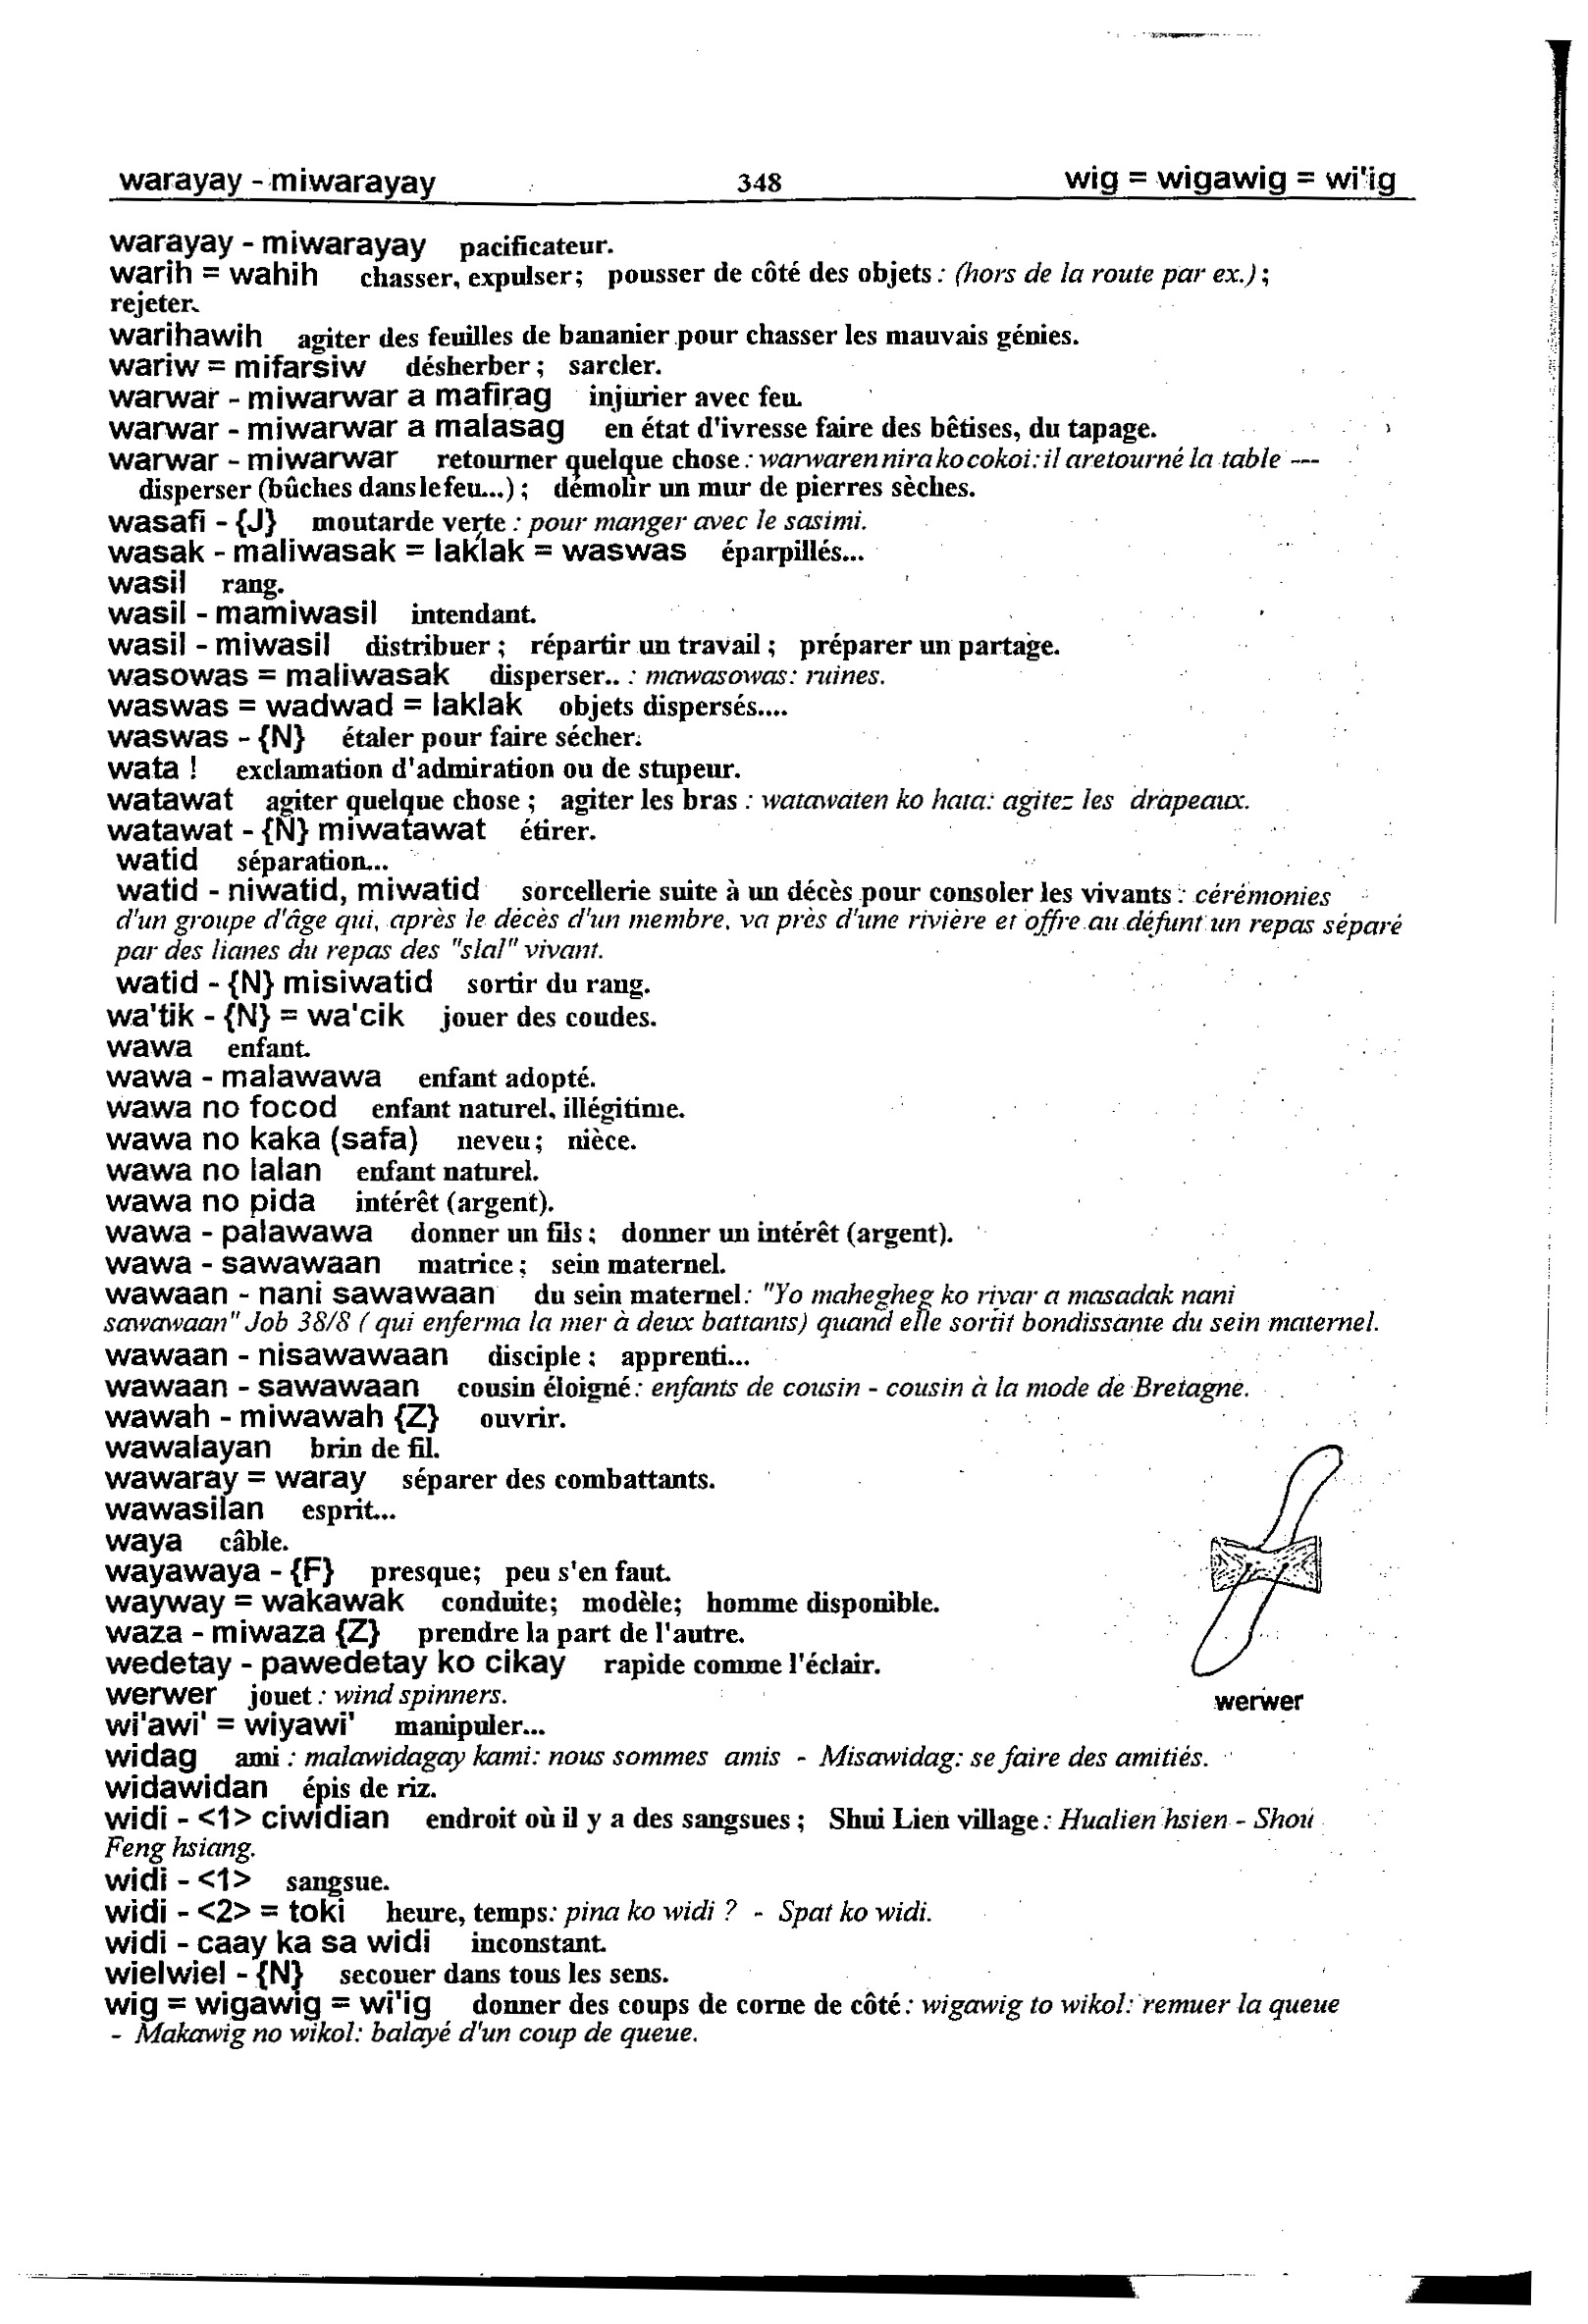 warayay - miwarayay 348 wig = wigawig = wi'ig
warayay - miwarayay pacificateur.
warih = wahih chasser, expulser; pousser de côté des objets : (hors de la route par ex.) ;
rejeter.
warihawih agiter des feuilles de bananier pour chasser les mauvais génies.
wariw = mifarsiw désherber ; sarcler.
warwar - miwarwar a mafirag injurier avec feu.
warwar - miwarwar a malasag en état d'ivresse faire des bêtises, du tapage.
warwar - miwarwar retourner quelque chose : warwaren nira ko cokoi: il a retourné la table ---
disperser (bûches dans le feu...) ; démolir un mur de pierres sèches.
wasafi - {J} moutarde verte : pour manger avec le sasimi.
wasak - maliwasak = laklak = waswas éparpillés...
wasil rang.
wasil - mamiwasil intendant.
wasil - miwasil distribuer ; répartir un travail ; préparer un partage.
wasowas = maliwasak disperser.. : mawasowas: ruines.
waswas = wadwad = laklak objets dispersés....
waswas - {N} étaler pour faire sécher.
wata ! exclamation d'admiration ou de stupeur.
watawat agiter quelque chose ; agiter les bras : watawaten ko hata: agitez les drapeaux.
watawat - {N} miwatawat étirer.
watid séparation...
watid - niwatid, miwatid sorcellerie suite à un décès pour consoler les vivants : cérémonies
d'un groupe d'âge qui, après le décès d'un membre, va près d'une rivière et offre au défunt un repas séparé
par des lianes du repas des "slal" vivant.
watid - {N} misiwatid sortir du rang.
wa'tik - {N} = wa'cik jouer des coudes.
wawa enfant.
wawa - malawawa enfant adopté.
wawa no focod enfant naturel, illégitime.
wawa no kaka (safa) neveu ; nièce.
wawa no lalan enfant naturel.
wawa no pida intérêt (argent).
wawa - palawawa donner un fils ; donner un intérêt (argent).
wawa - sawawaan matrice ; sein maternel.
wawaan - nani sawawaan du sein maternel : "Yo mahegheg ko riyar a masadak nani
sawawaan" Job 38/8 ( qui enferma la mer à deux battants) quand elle sortit bondissante du sein maternel.
wawaan - nisawawaan disciple ; apprenti...
wawaan - sawawaan cousin éloigné : enfants de cousin - cousin à la mode de Bretagne.
wawah - miwawah {Z} ouvrir.
wawalayan brin de fil.
wawaray = waray séparer des combattants.
wawasilan esprit...
waya câble.
wayawaya - {F} presque; peu s'en faut.
wayway = wakawak conduite; modèle; homme disponible.
waza - miwaza {Z} prendre la part de l'autre.
wedetay - pawedetay ko cikay rapide comme l'éclair.
werwer jouet : wind spinners.
werwer
wi'awi' = wiyawi' manipuler...
widag ami : malawidagay kami: nous sommes amis - Misawidag: se faire des amitiés.
widawidan épis de riz.
widi - <1> ciwidian endroit où il y a des sangsues ; Shui Lien village : Hualien hsien - Shou
Feng hsiang.
widi - <1> sangsue.
widi - <2> = toki heure, temps: pina ko widi ? - Spat ko widi.
widi - caay ka sa widi inconstant.
wielwiel - {N} secouer dans tous les sens.
wig = wigawig = wi'ig donner des coups de corne de côté : wigawig to wikol: remuer la queue
- Makawig no wikol: balayé d'un coup de queue.